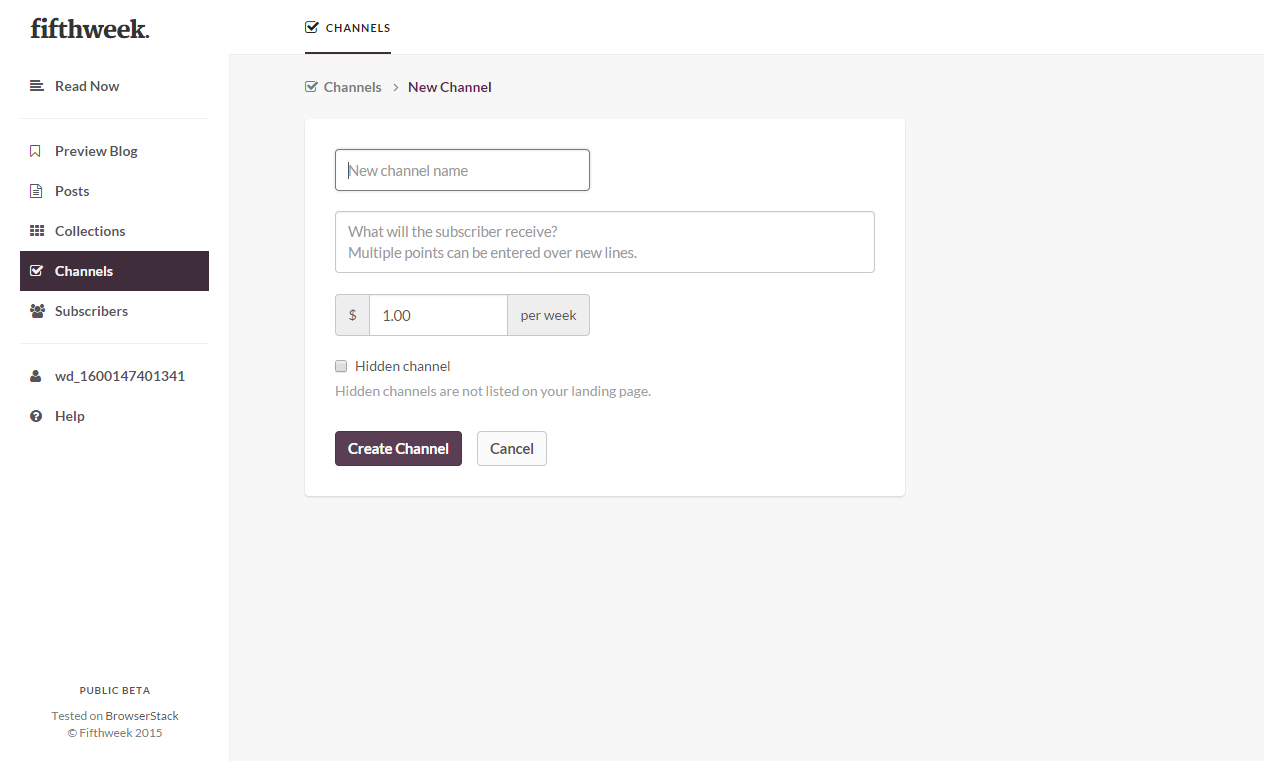 fifthweek.
CHANNELS
Read Now
Preview Blog
Posts
Collections
Channels
Subscribers
wd_1600147401341
Help
PUBLIC BETA
Tested on BrowserStack
© Fifthweek 2015
Channels > New Channel
New channel name
What will the subscriber receive?
Multiple points can be entered over new lines.
$ 1.00 per week
Hidden channel
Hidden channels are not listed on your landing page.
Create Channel Cancel